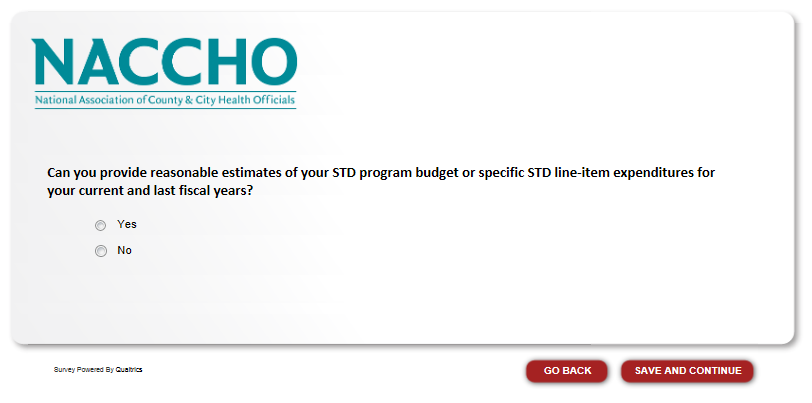 NACCHO
National Association of County & City Health Officials
Can you provide reasonable estimates of your STD program budget or specific STD line-item expenditures for
your current and last fiscal years?
Yes
No
Survey Powered By Qualtrics
GO BACK
SAVE AND CONTINUE